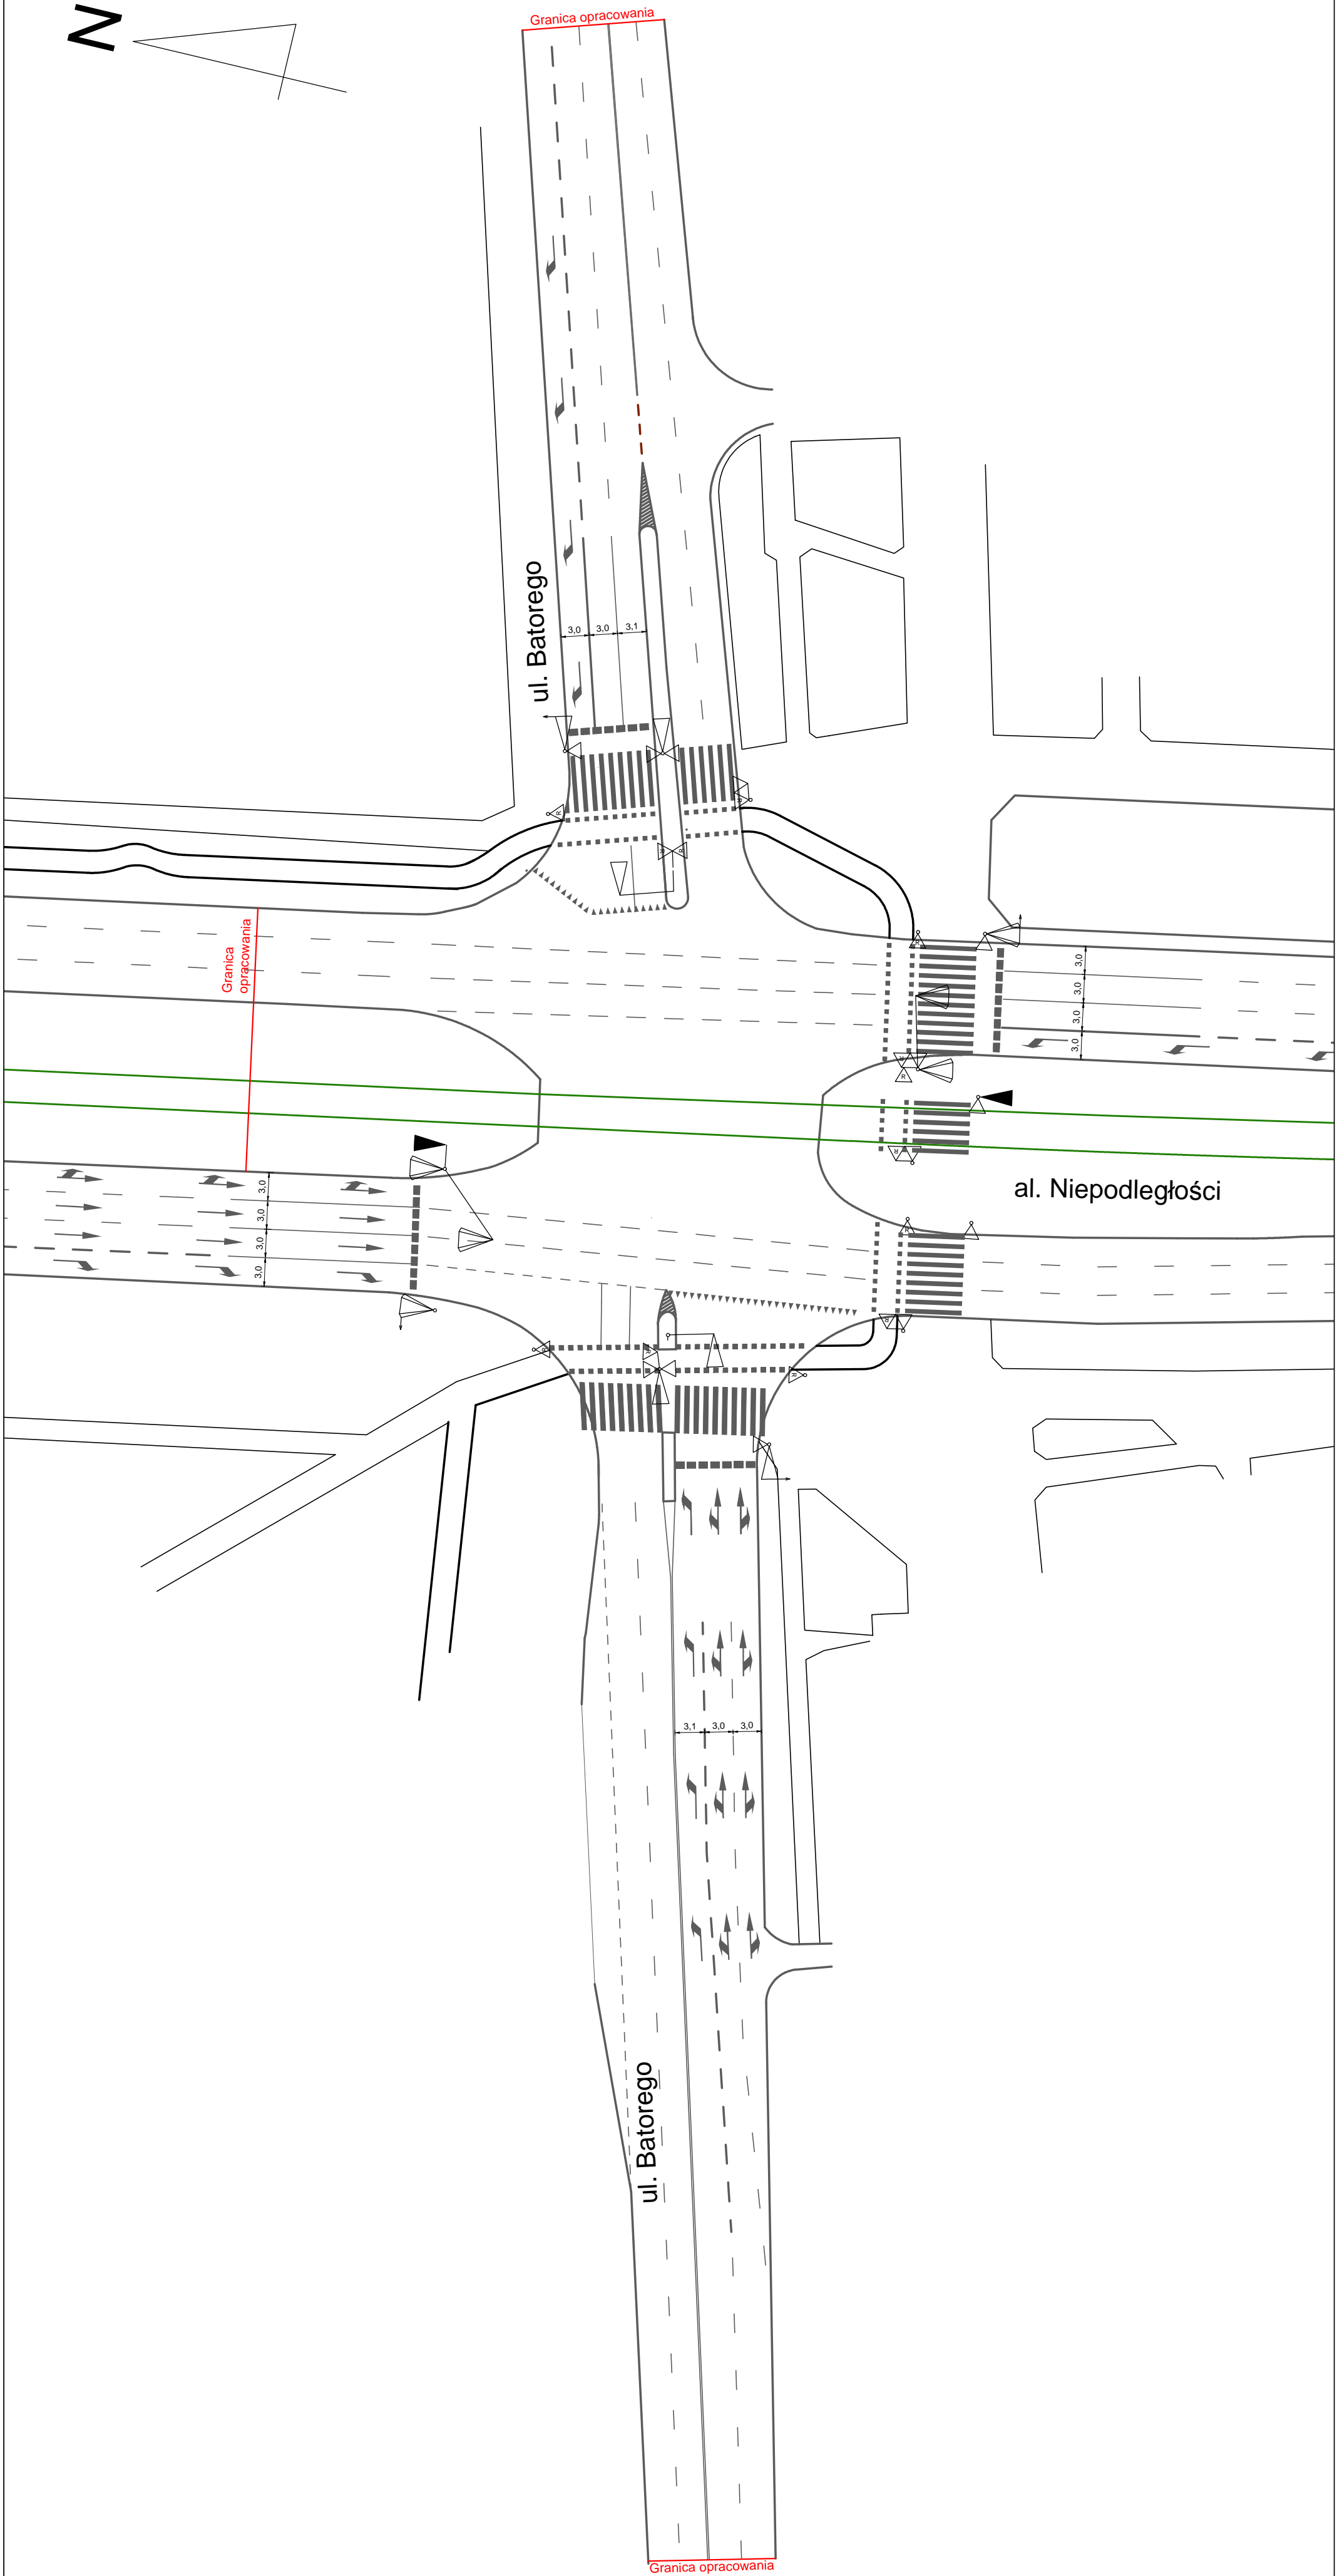 N
Granica opracowania
ul. Batorego
3,0
3,0
3,1
R
R
R
R
Granica
opracowania
R
3,0
3,0
3,0
3,0
R
R
R
al. Niepodległości
3,0
3,0
3,0
3,0
R
R
R
R
R
3,1
3,0
3,0
ul. Batorego
Granica opracowania